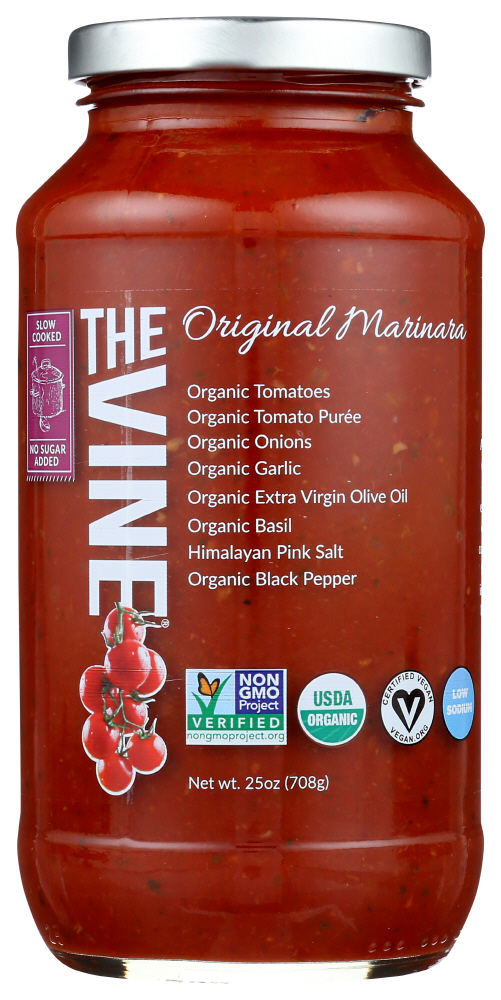 SLOW
COOKED
NO SUGAR
ADDED
THE
VINE®
Original Marinara
Organic Tomatoes
Organic Tomato Purée
Organic Onions
Organic Garlic
Organic Extra Virgin Olive Oil
Organic Basil
Himalayan Pink Salt
Organic Black Pepper
NON
GMO
Project
VERIFIED
nongmoproject.org
USDA
ORGANIC
CERTIFIED VEGAN
VEGAN.ORG
LOW
SODIUM
Net wt. 25oz (708g)